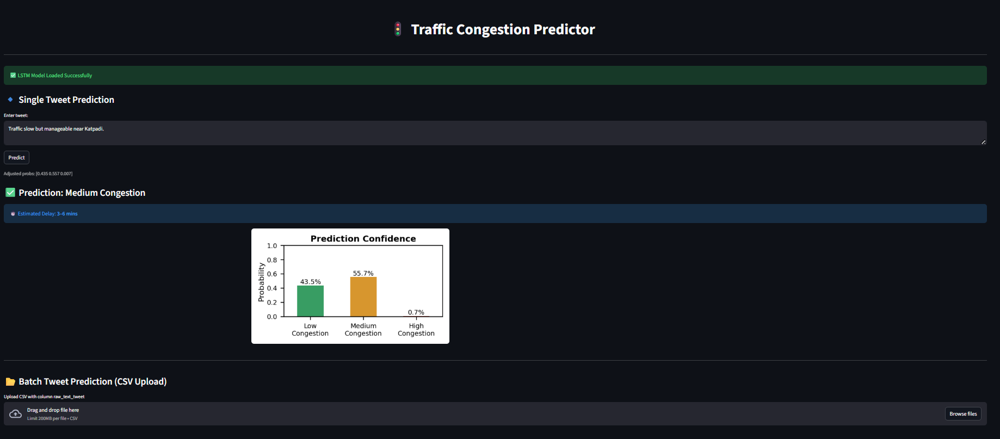 🚦 Traffic Congestion Predictor
✅ LSTM Model Loaded Successfully
🔹 Single Tweet Prediction
Enter tweet:
Traffic slow but manageable near Katpadi.
Predict
Adjusted probs: [0.435 0.557 0.007]
✅ Prediction: Medium Congestion
⏰ Estimated Delay: 3–6 mins
Prediction Confidence
Probability
1.0
0.8
0.6
0.4
0.2
0.0
43.5%
55.7%
0.7%
Low
Congestion
Medium
Congestion
High
Congestion
📂 Batch Tweet Prediction (CSV Upload)
Upload CSV with column raw_text_tweet
Drag and drop file here
Limit 200MB per file • CSV
Browse files